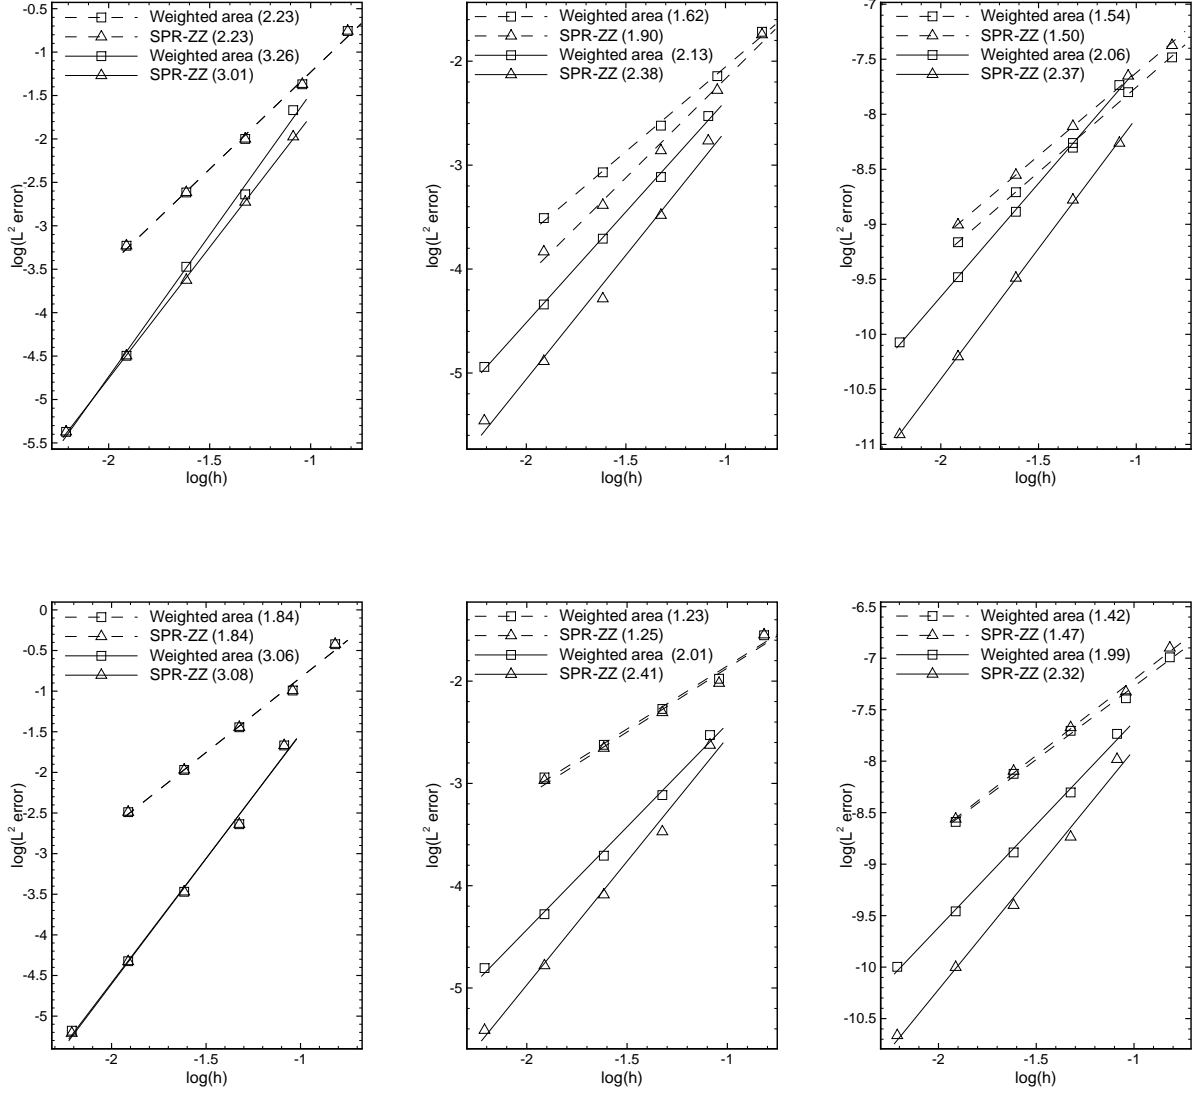 Weighted area (2.23)
SPR-ZZ (2.23)
Weighted area (3.26)
SPR-ZZ (3.01)
-0.5
-1
-1.5
-2
-2.5
-3
-3.5
-4
-4.5
-5
-5.5
log(L² error)
-2
-1.5
-1
log(h)
Weighted area (1.62)
SPR-ZZ (1.90)
Weighted area (2.13)
SPR-ZZ (2.38)
-2
-3
-4
-5
log(L² error)
-2
-1.5
-1
log(h)
Weighted area (1.54)
SPR-ZZ (1.50)
Weighted area (2.06)
SPR-ZZ (2.37)
-7
-7.5
-8
-8.5
-9
-9.5
-10
-10.5
-11
log(L² error)
-2
-1.5
-1
log(h)
Weighted area (1.84)
SPR-ZZ (1.84)
Weighted area (3.06)
SPR-ZZ (3.08)
0
-0.5
-1
-1.5
-2
-2.5
-3
-3.5
-4
-4.5
-5
log(L² error)
-2
-1.5
-1
log(h)
Weighted area (1.23)
SPR-ZZ (1.25)
Weighted area (2.01)
SPR-ZZ (2.41)
-2
-3
-4
-5
log(L² error)
-2
-1.5
-1
log(h)
Weighted area (1.42)
SPR-ZZ (1.47)
Weighted area (1.99)
SPR-ZZ (2.32)
-6.5
-7
-7.5
-8
-8.5
-9
-9.5
-10
-10.5
log(L² error)
-2
-1.5
-1
log(h)